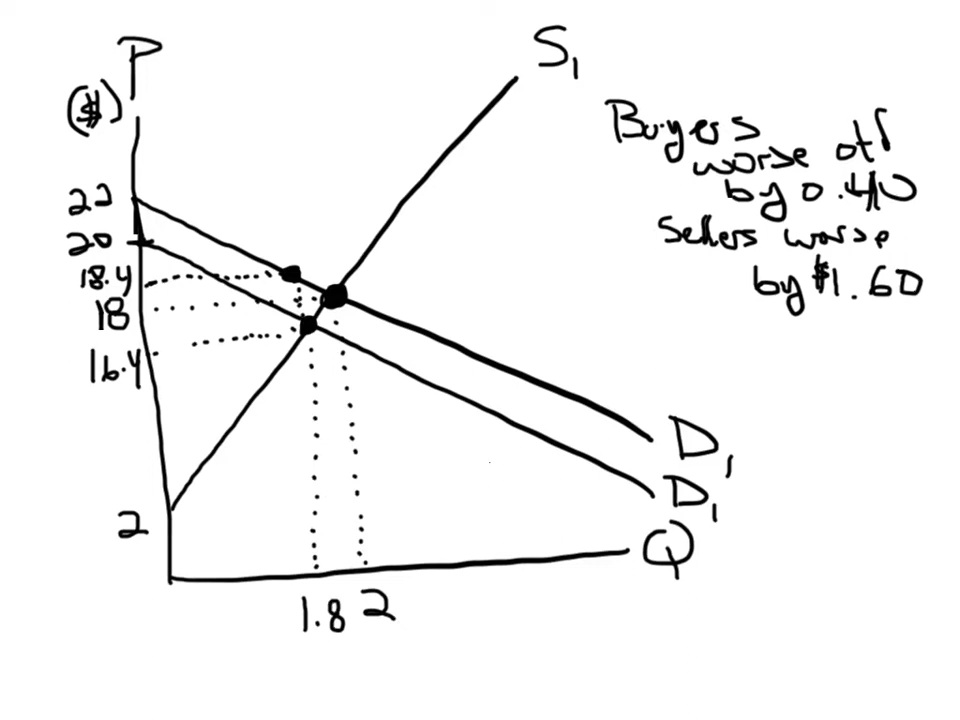 P
($)
S1
Buyers
worse off
by 0.40
Sellers worse
by $1.60
22
20
18.4
18
16.4
2
D1
D1
Q
1.8 2